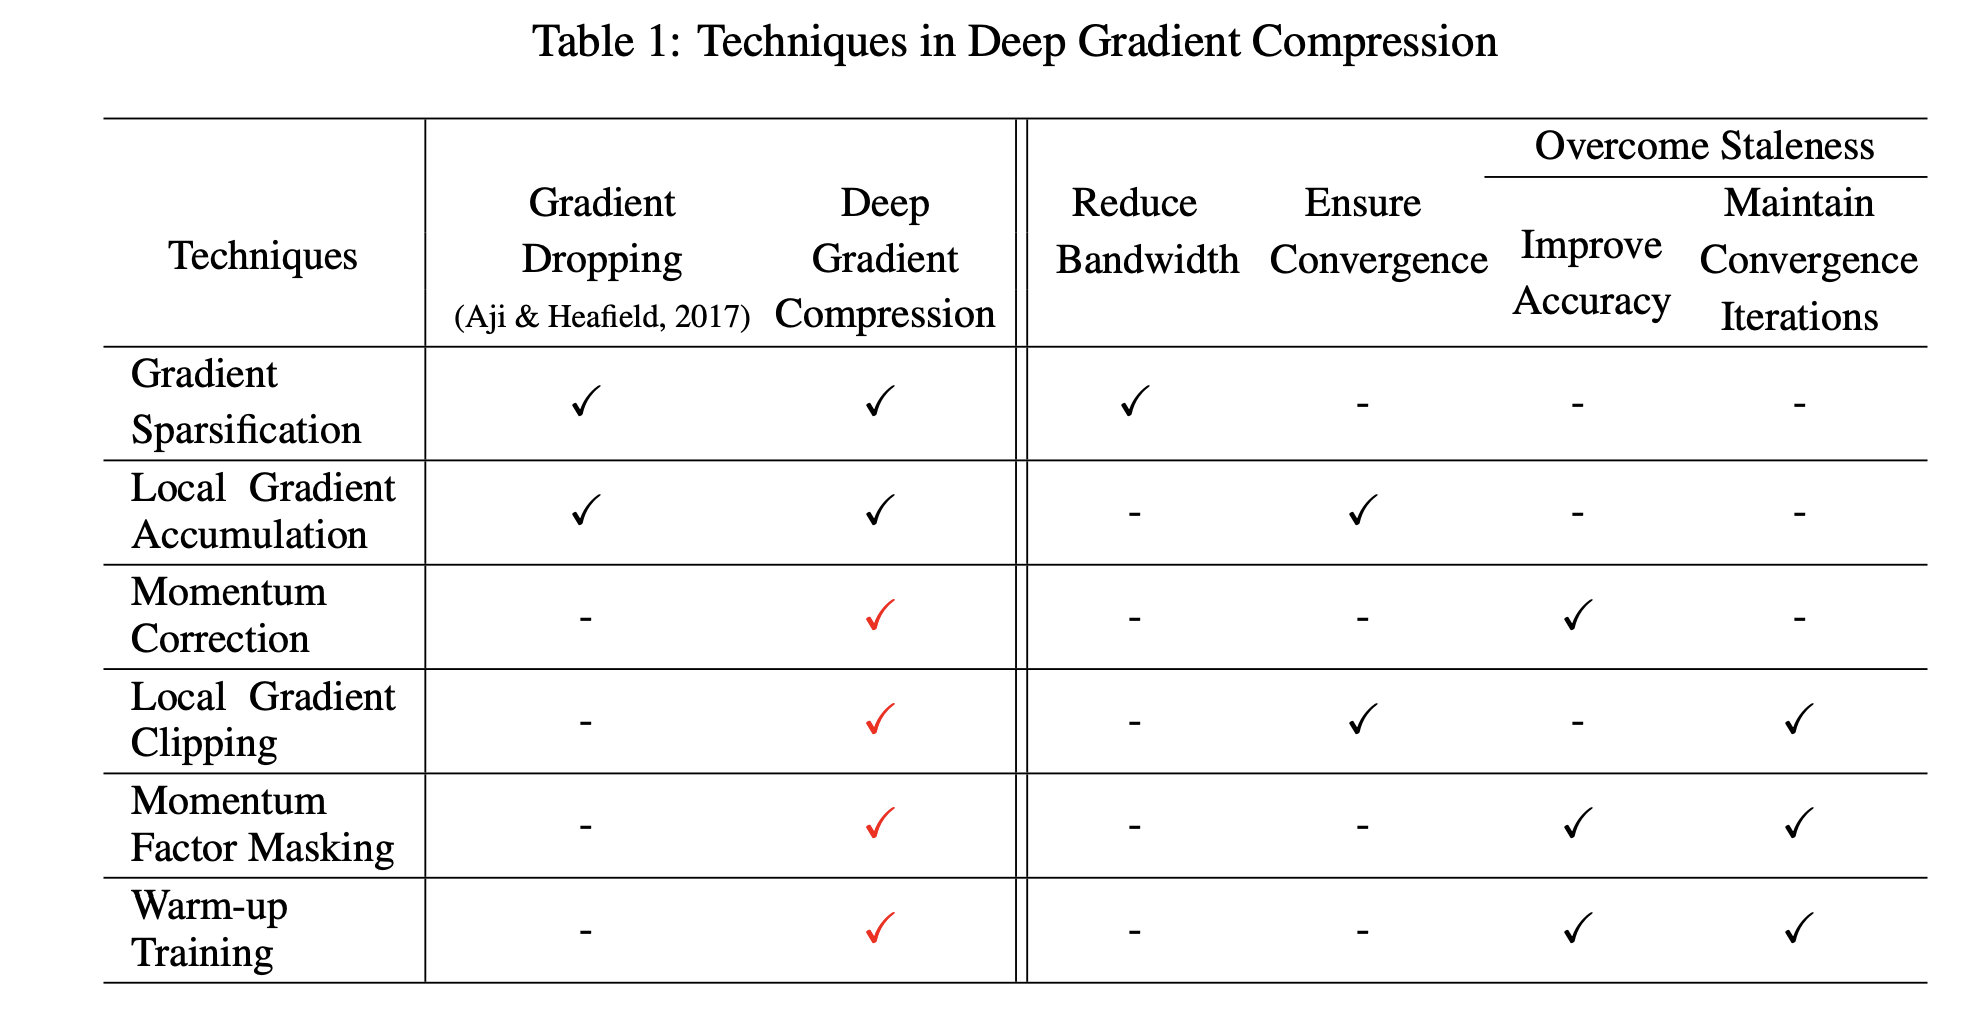 Table 1: Techniques in Deep Gradient Compression
Techniques
Gradient
Dropping
(Aji & Heafield, 2017)
Deep
Gradient
Compression
Reduce
Bandwidth
Ensure
Convergence
Overcome Staleness
Improve
Accuracy
Maintain
Convergence
Iterations
Gradient
Sparsification
✓ ✓ ✓ - - -
Local Gradient
Accumulation
✓ ✓ - ✓ - -
Momentum
Correction
- ✓ - - ✓ -
Local Gradient
Clipping
- ✓ - ✓ - ✓
Momentum
Factor Masking
- ✓ - - ✓ ✓
Warm-up
Training
- ✓ - - ✓ ✓